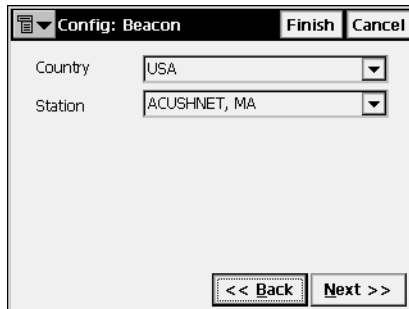 Config: Beacon Finish Cancel
Country USA
Station ACUSHNET, MA
<< Back Next >>